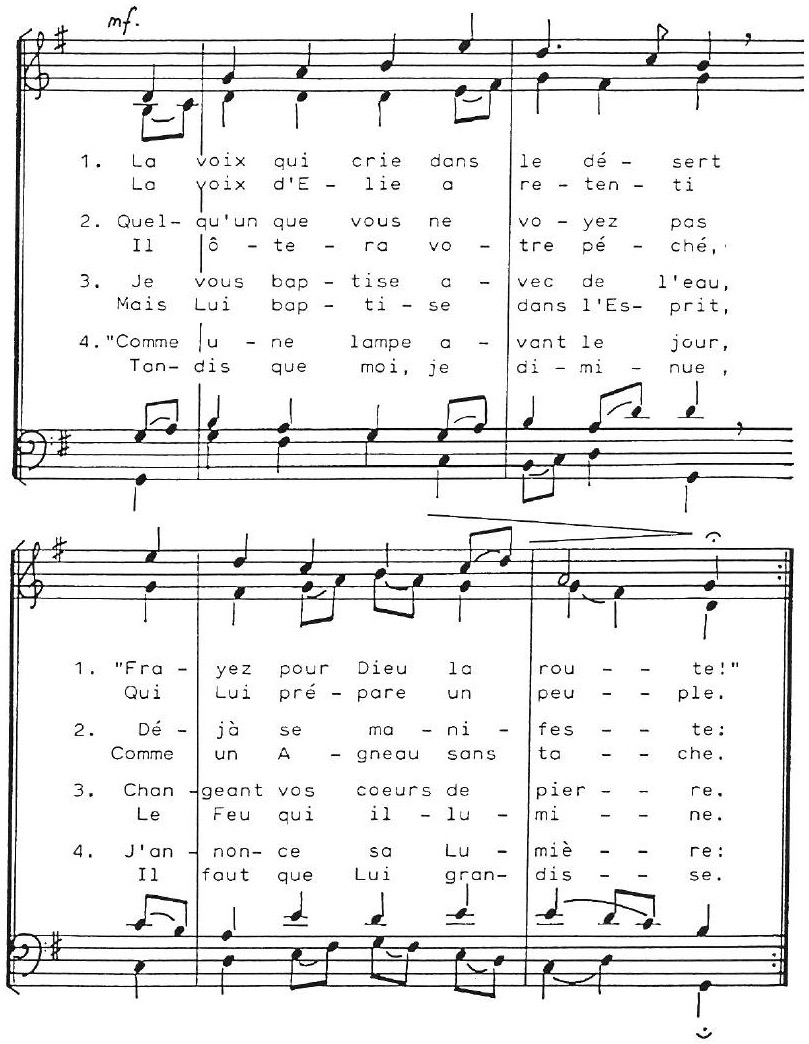 mf.
1. La voix qui crie dans le dé - sert
La voix d'E - lie a re - ten - ti
2. Quel- qu'un que vous ne vo - yez pas
Il ô - te - ra vo - tre pé - ché,
3. Je vous bap - tise a - vec de l'eau,
Mais Lui bap - ti - se dans l'Es- prit,
4. "Comme u - ne lampe a - vant le jour,
Tan- dis que moi, je di - mi - nue ,
1. "Fra - yez pour Dieu la rou - - te!"
Qui Lui pré - pare un peu - - ple.
2. Dé - jà se ma - ni - fes - - te:
Comme un A - gneau sans ta - - che.
3. Chan -geant vos coeurs de pier - - re.
Le Feu qui il - lu - mi - - ne.
4. J'an - non- ce sa Lu - miè - - re:
Il faut que Lui gran- dis - - se.